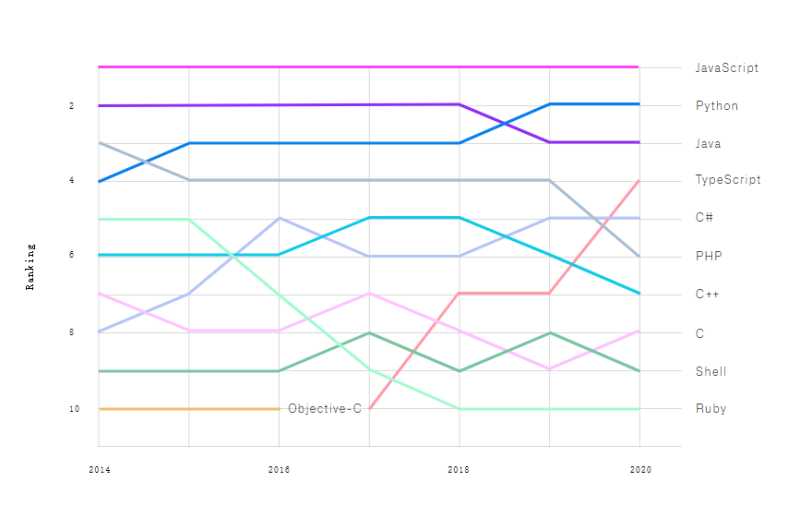 JavaScript
2 Python
Java
4 TypeScript
C#
Ranking
6 PHP
C++
8 C
Shell
10 Objective-C Ruby
2014 2016 2018 2020